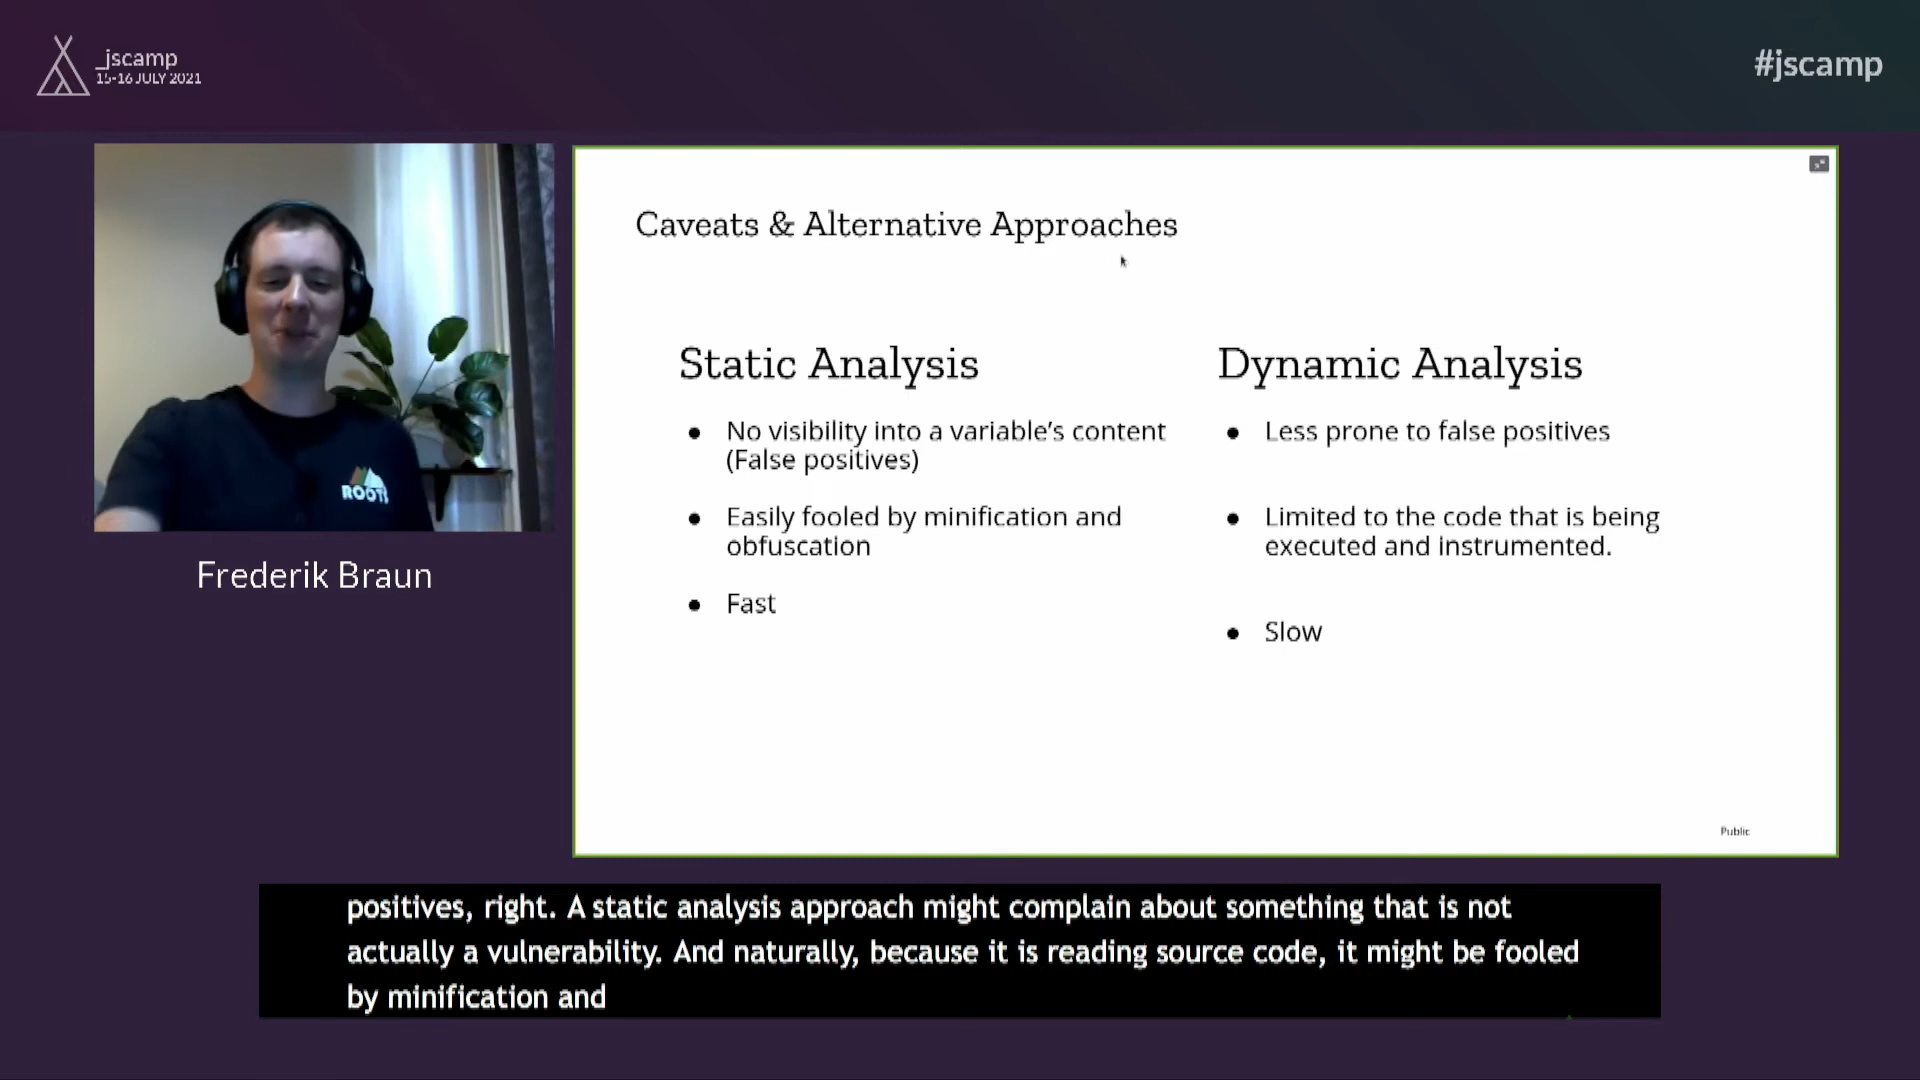 _jscamp
15-16 JULY 2021
#jscamp
ROOTS
Frederik Braun
Caveats & Alternative Approaches
Static Analysis
● No visibility into a variable's content
(False positives)
● Easily fooled by minification and
obfuscation
● Fast
Dynamic Analysis
● Less prone to false positives
● Limited to the code that is being
executed and instrumented.
● Slow
Public
positives, right. A static analysis approach might complain about something that is not
actually a vulnerability. And naturally, because it is reading source code, it might be fooled
by minification and